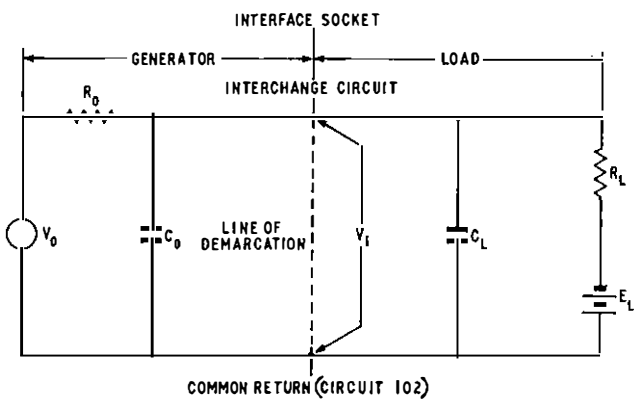 INTERFACE SOCKET
GENERATOR
LOAD
R0
INTERCHANGE CIRCUIT
RL
V0
C0
LINE OF
DEMARCATION
V1
CL
EL
COMMON RETURN (CIRCUIT 102)